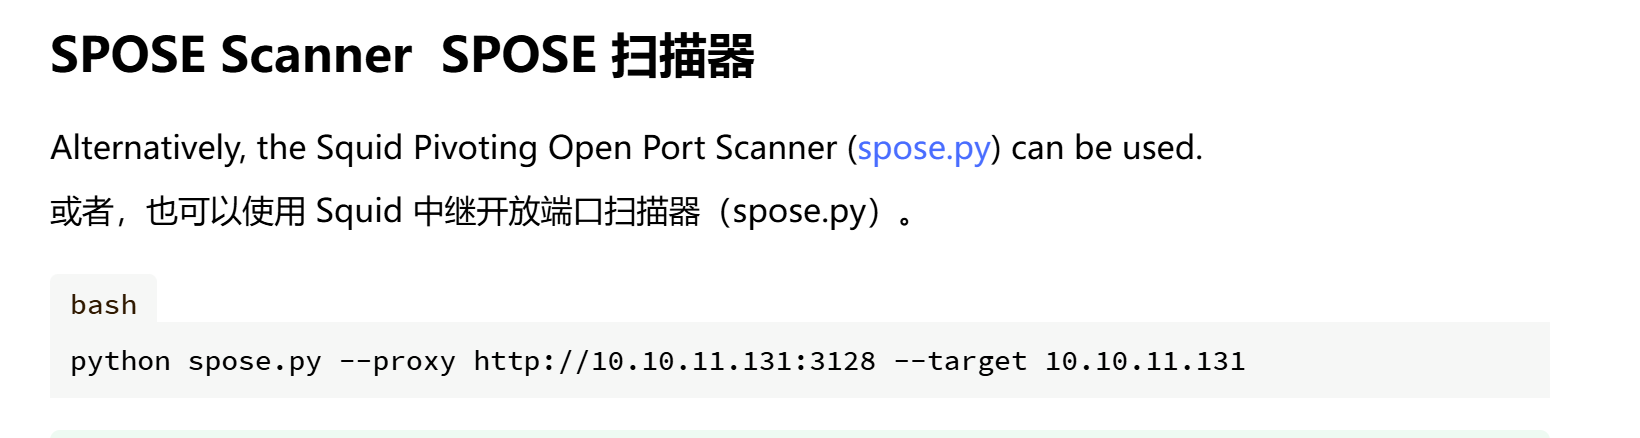 SPOSE Scanner  SPOSE 扫描器
Alternatively, the Squid Pivoting Open Port Scanner (spose.py) can be used.
或者，也可以使用 Squid 中继开放端口扫描器（spose.py）。
bash
python spose.py --proxy http://10.10.11.131:3128 --target 10.10.11.131